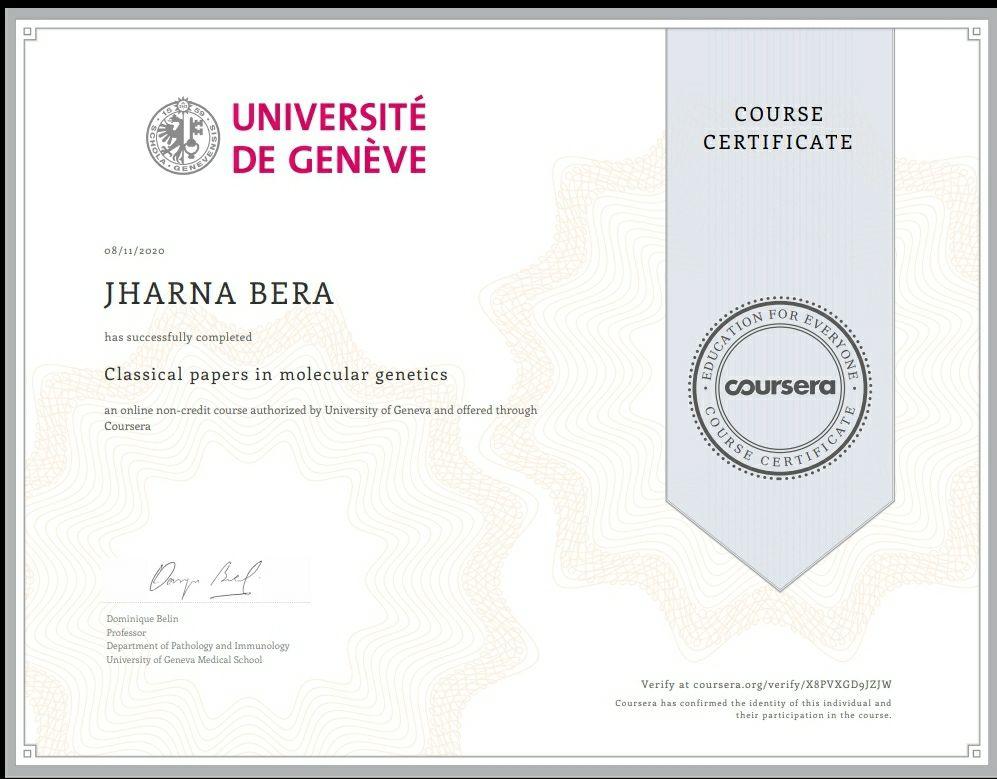 UNIVERSITÉ
DE GENÈVE
SCHOLA GENEVENSIS
1559
COURSE
CERTIFICATE
08/11/2020
JHARNA BERA
has successfully completed
Classical papers in molecular genetics
an online non-credit course authorized by University of Geneva and offered through
Coursera
EDUCATION FOR EVERYONE
coursera
COURSE CERTIFICATE
Dominique Belin
Professor
Department of Pathology and Immunology
University of Geneva Medical School
Verify at coursera.org/verify/X8PVXGD9JZJW
Coursera has confirmed the identity of this individual and
their participation in the course.